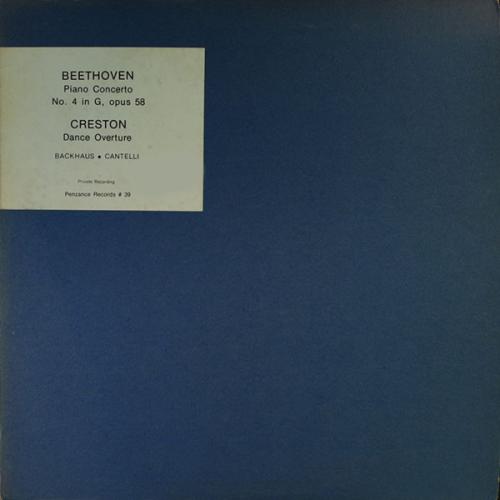 BEETHOVEN
Piano Concerto
No. 4 in G, opus 58
CRESTON
Dance Overture
BACKHAUS • CANTELLI
Private Recording
Penzance Records # 39